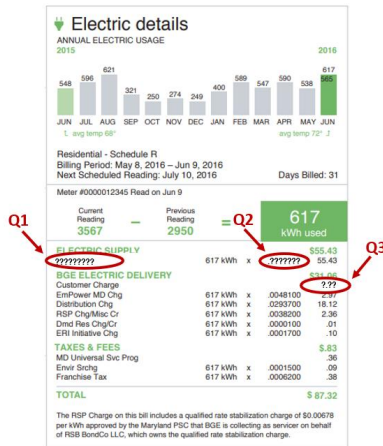 Electric details
ANNUAL ELECTRIC USAGE
2015 2016
548 596 621 321 250 274 249 400 589 547 590 538 617
565
JUN JUL AUG SEP OCT NOV DEC JAN FEB MAR APR MAY JUN
avg temp 68° avg temp 72°
Residential - Schedule R
Billing Period: May 8, 2016 – Jun 9, 2016
Next Scheduled Reading: July 10, 2016 Days Billed: 31
Meter #0000012345 Read on Jun 9
Current Reading 3567 – Previous Reading 2950 = 617 kWh used
Q1 Q2 Q3
ELECTRIC SUPPLY $55.43
????????? 617 kWh x .??????? 55.43
BGE ELECTRIC DELIVERY $31.06
Customer Charge ?.??
EmPower MD Chg 617 kWh x .0048100 2.97
Distribution Chg 617 kWh x .0293700 18.12
RSP Chg/Misc Cr 617 kWh x .0038200 2.36
Dmd Res Chg/Cr 617 kWh x .0000100 .01
ERI Initiative Chg 617 kWh x .0001700 .10
TAXES & FEES $.83
MD Universal Svc Prog .36
Envir Srchg 617 kWh x .0001500 .09
Franchise Tax 617 kWh x .0006200 .38
TOTAL $ 87.32
The RSP Charge on this bill includes a qualified rate stabilization charge of $0.00678
per kWh approved by the Maryland PSC that BGE is collecting as servicer on behalf
of RSB BondCo LLC, which owns the qualified rate stabilization charge.